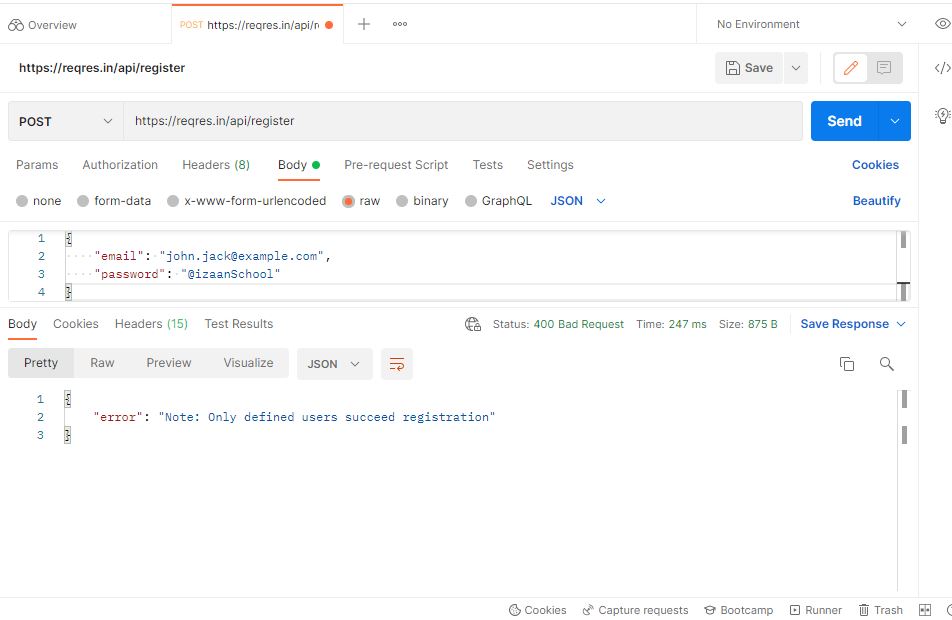 Overview
POST https://reqres.in/api/r
No Environment
https://reqres.in/api/register
Save
POST https://reqres.in/api/register Send
Params Authorization Headers (8) Body Pre-request Script Tests Settings Cookies
none form-data x-www-form-urlencoded raw binary GraphQL JSON Beautify
1 {
2 ····"email":·"john.jack@example.com",
3 ····"password":·"@izaanSchool"
4 }
Body Cookies Headers (15) Test Results Status: 400 Bad Request Time: 247 ms Size: 875 B Save Response
Pretty Raw Preview Visualize JSON
1 {
2 "error": "Note: Only defined users succeed registration"
3 }
Cookies Capture requests Bootcamp Runner Trash